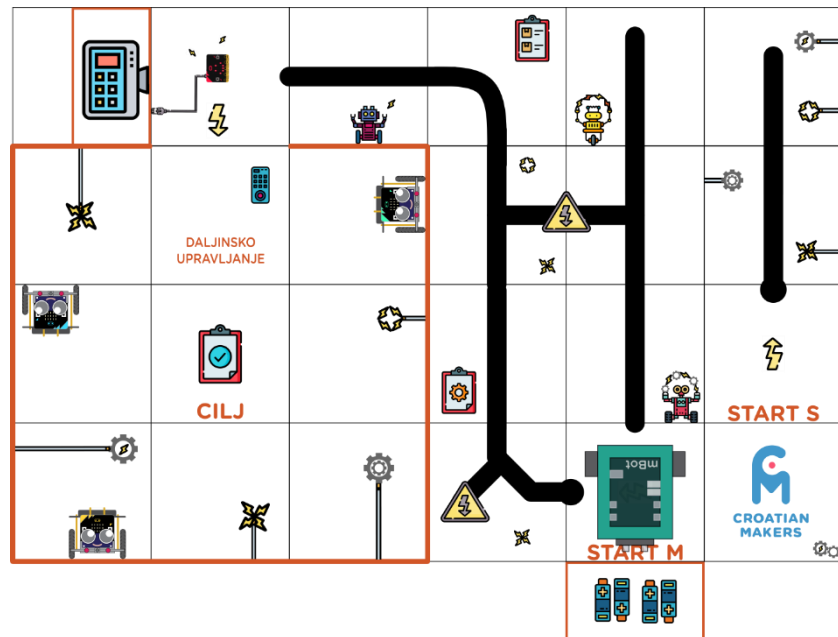 DALJINSKO
UPRAVLJANJE
CILJ
START S
mBot
CROATIAN
MAKERS
START M